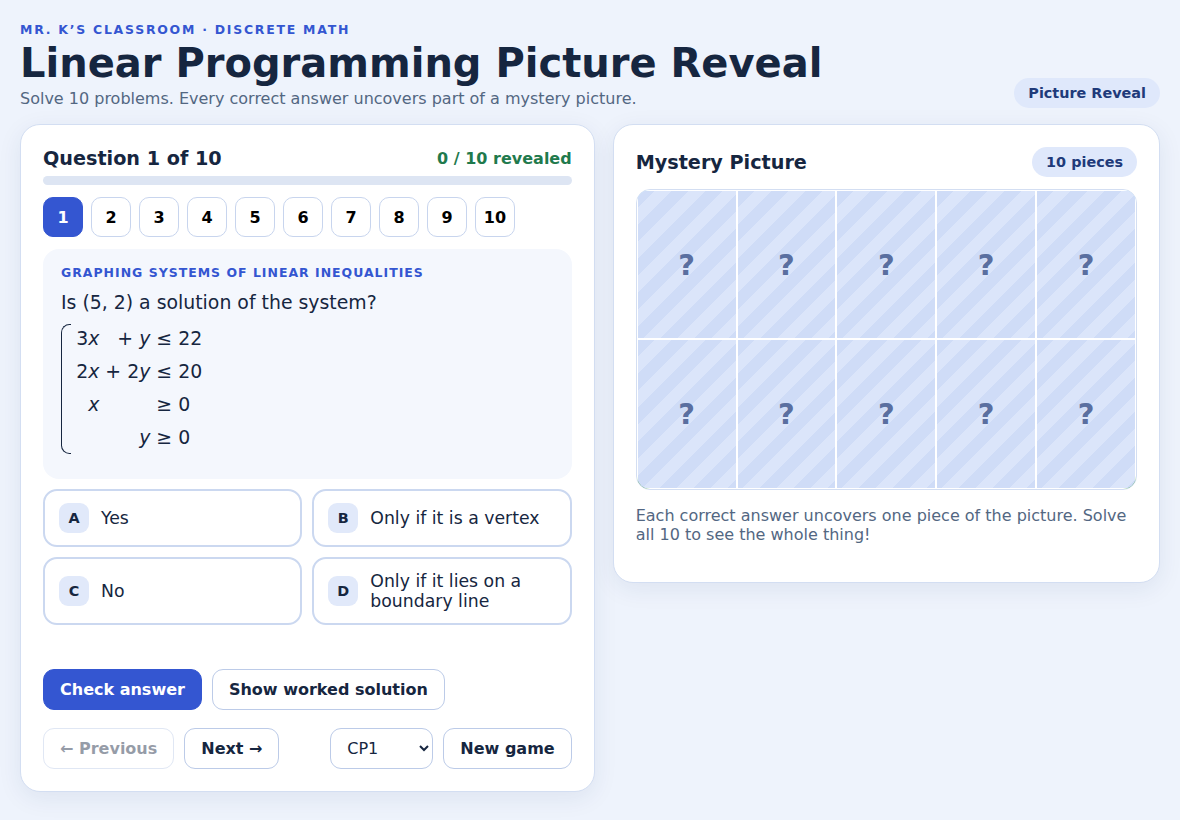 MR. K’S CLASSROOM · DISCRETE MATH
Linear Programming Picture Reveal
Solve 10 problems. Every correct answer uncovers part of a mystery picture.
Picture Reveal
Question 1 of 10
0 / 10 revealed
1 2 3 4 5 6 7 8 9 10
GRAPHING SYSTEMS OF LINEAR INEQUALITIES
Is (5, 2) a solution of the system?
3x + y ≤ 22
2x + 2y ≤ 20
x ≥ 0
y ≥ 0
A Yes
B Only if it is a vertex
C No
D Only if it lies on a
boundary line
Check answer
Show worked solution
← Previous
Next →
CP1
New game
Mystery Picture
10 pieces
? ? ? ? ?
? ? ? ? ?
Each correct answer uncovers one piece of the picture. Solve
all 10 to see the whole thing!